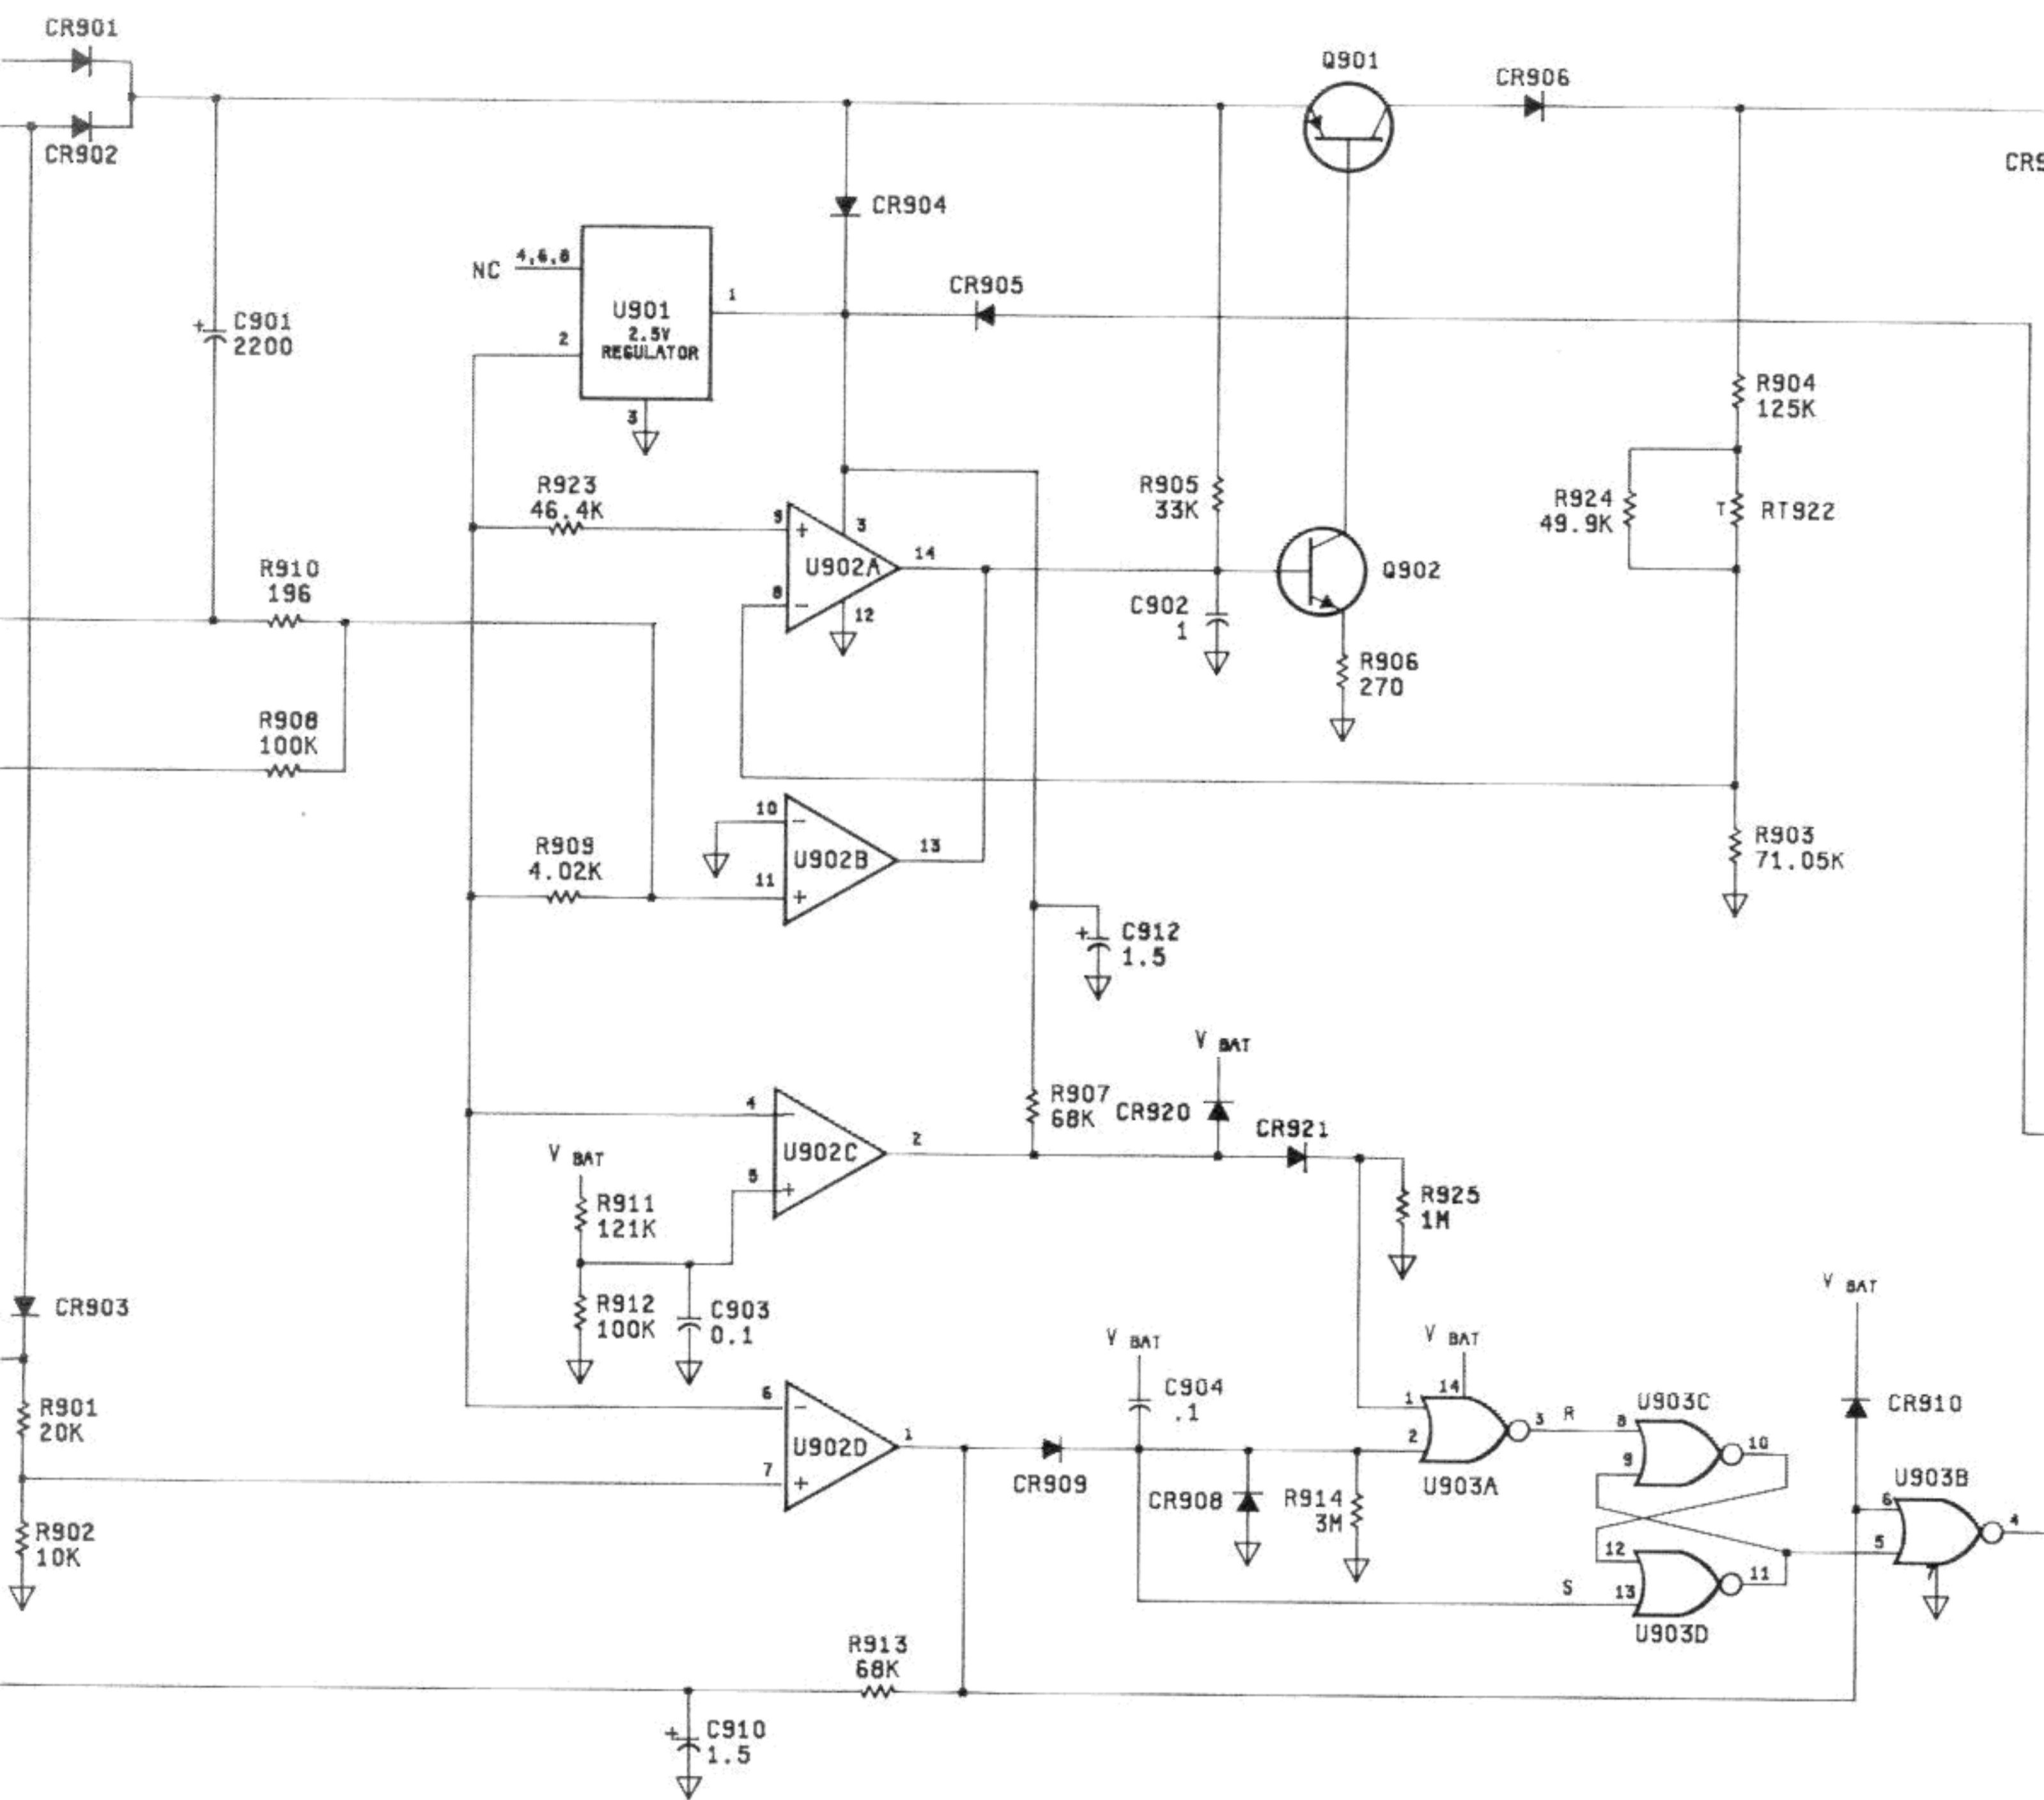 CR901
CR902
Q901
CR906
CR9
CR904
NC
4,6,8
U901
2.5V
REGULATOR
1
2
3
CR905
C901
+
2200
R904
125K
R923
46.4K
9
+
3
U902A
14
8
−
12
R905
33K
C902
1
Q902
R906
270
R924
49.9K
T
RT922
R910
196
R908
100K
10
−
U902B
13
R909
4.02K
11
+
R903
71.05K
+
C912
1.5
V BAT
R907
68K
CR920
CR921
4
−
U902C
2
5
+
V BAT
R911
121K
R912
100K
C903
0.1
R925
1M
CR903
V BAT
V BAT
V BAT
C904
.1
R901
20K
6
−
U902D
1
7
+
CR909
CR908
R914
3M
1
14
2
3
R
U903A
U903C
8
9
10
CR910
U903B
6
5
4
7
R902
10K
12
S
13
11
U903D
R913
68K
+
C910
1.5